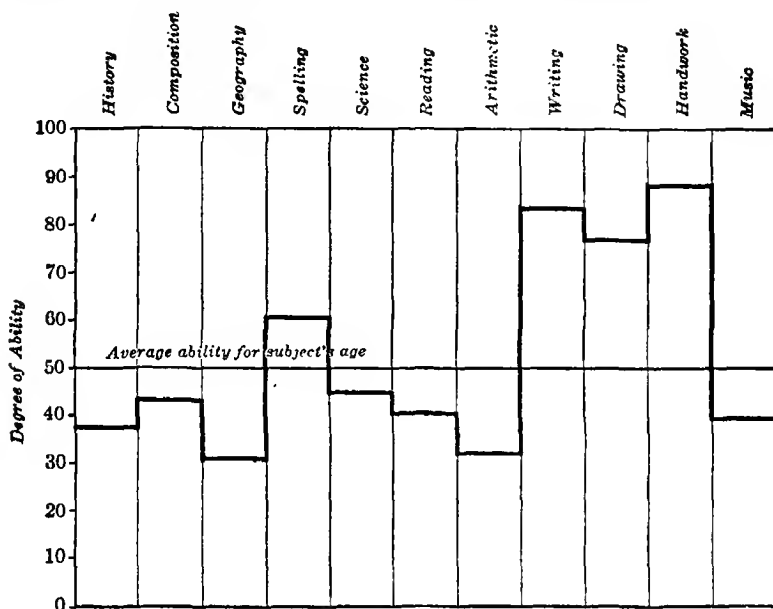 History
Composition
Geography
Spelling
Science
Reading
Arithmetic
Writing
Drawing
Handwork
Music
100
90
80
70
60
Average ability for subject's age
50
40
30
20
10
0
Degree of Ability